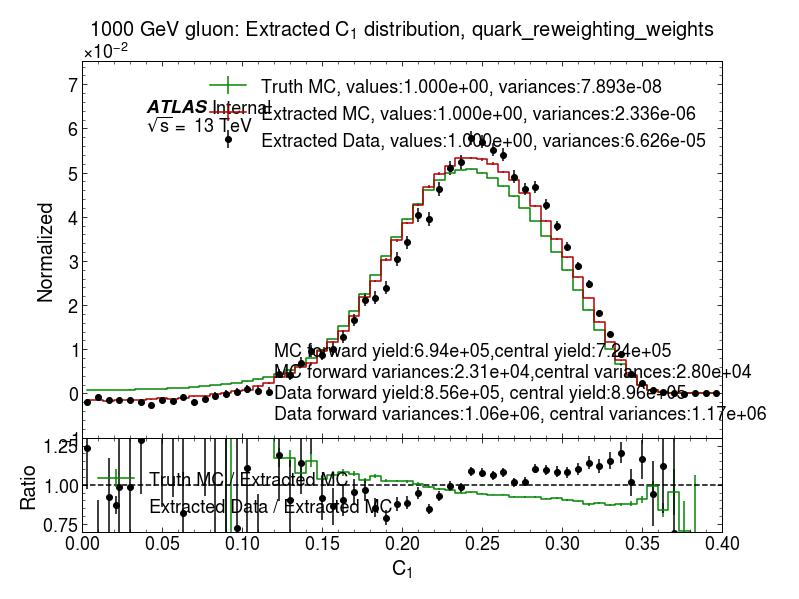 1000 GeV gluon: Extracted C1 distribution, quark_reweighting_weights
×10−2
Truth MC, values:1.000e+00, variances:7.893e-08
ATLAS Internal
Extracted MC, values:1.000e+00, variances:2.336e-06
√s = 13 TeV
Extracted Data, values:1.000e+00, variances:6.626e-05
7
6
5
4
3
2
1
0
−1
Normalized
MC forward yield:6.94e+05,central yield:7.24e+05
MC forward variances:2.31e+04,central variances:2.80e+04
Data forward yield:8.56e+05, central yield:8.96e+05
Data forward variances:1.06e+06, central variances:1.17e+06
1.25
1.00
0.75
Ratio
Truth MC / Extracted MC
Extracted Data / Extracted MC
0.00 0.05 0.10 0.15 0.20 0.25 0.30 0.35 0.40
C1